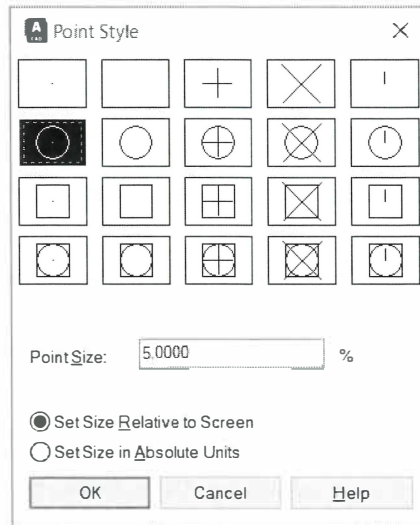 A
CAD
Point Style
Point Size: 5.0000 %
Set Size Relative to Screen
Set Size in Absolute Units
OK Cancel Help